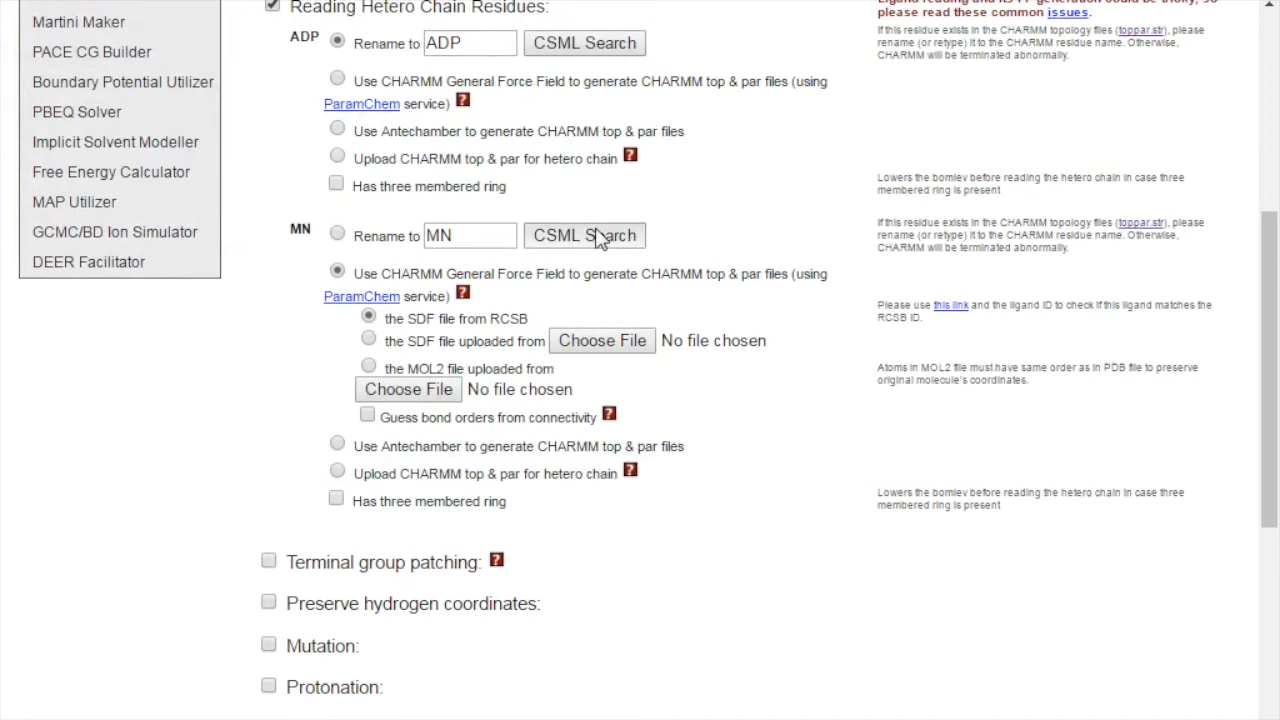 Martini Maker
PACE CG Builder
Boundary Potential Utilizer
PBEQ Solver
Implicit Solvent Modeller
Free Energy Calculator
MAP Utilizer
GCMC/BD Ion Simulator
DEER Facilitator
Reading Hetero Chain Residues:
please read these common issues.
ADP
Rename to ADP CSML Search
If this residue exists in the CHARMM topology files (toppar.str), please
rename (or retype) it to the CHARMM residue name. Otherwise,
CHARMM will be terminated abnormally.
Use CHARMM General Force Field to generate CHARMM top & par files (using
ParamChem service) ?
Use Antechamber to generate CHARMM top & par files
Upload CHARMM top & par for hetero chain ?
Has three membered ring
Lowers the bomlev before reading the hetero chain in case three
membered ring is present
MN
Rename to MN CSML Search
If this residue exists in the CHARMM topology files (toppar.str), please
rename (or retype) it to the CHARMM residue name. Otherwise,
CHARMM will be terminated abnormally.
Use CHARMM General Force Field to generate CHARMM top & par files (using
ParamChem service) ?
the SDF file from RCSB
Please use this link and the ligand ID to check if this ligand matches the
RCSB ID.
the SDF file uploaded from Choose File No file chosen
the MOL2 file uploaded from
Choose File No file chosen
Atoms in MOL2 file must have same order as in PDB file to preserve
original molecule's coordinates.
Guess bond orders from connectivity ?
Use Antechamber to generate CHARMM top & par files
Upload CHARMM top & par for hetero chain ?
Has three membered ring
Lowers the bomlev before reading the hetero chain in case three
membered ring is present
Terminal group patching: ?
Preserve hydrogen coordinates:
Mutation:
Protonation: